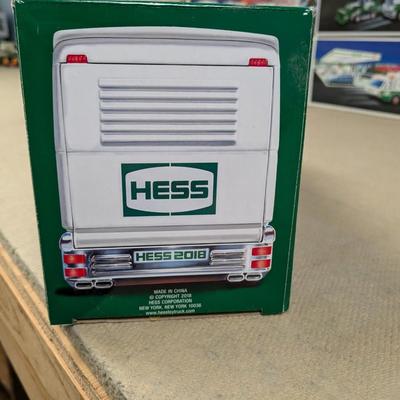 HESS
HESS 2018
MADE IN CHINA
© COPYRIGHT 2018
HESS CORPORATION
NEW YORK, NEW YORK 10036
www.hesstoytruck.com